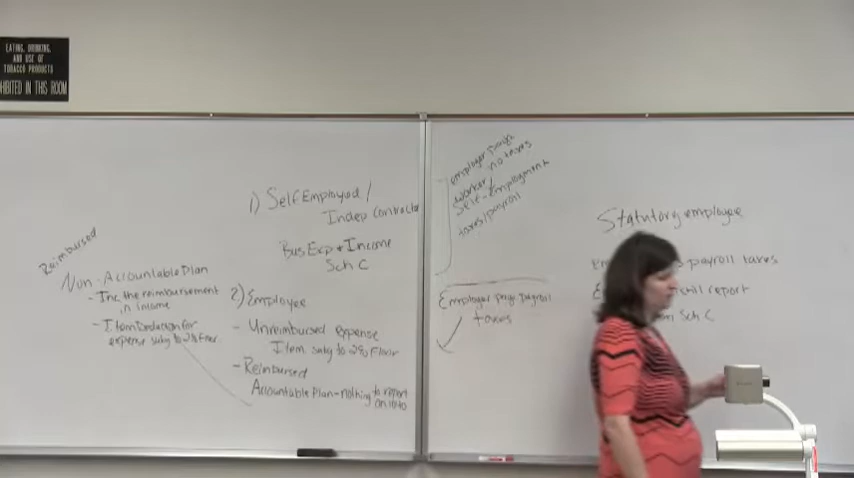 EATING, DRINKING,
AND USE OF
TOBACCO PRODUCTS
HIBITED IN THIS ROOM
Reimbursed
Non-Accountable Plan
- Inc. the reimbursement
in income
- Item Deduction for
expense subj to 2% Floor
1) Self Employed /
Indep Contractor
Bus Exp + Income
Sch C
2) Employee
- Unreimbursed Expense
Item subj to 2% Floor
- Reimbursed
Accountable Plan - nothing to report
on 1040
employer pays
no taxes
worker /
Self-Employment
taxes/payroll
Employer pays payroll
taxes
Statutory employee
payroll taxes
report
Sch C